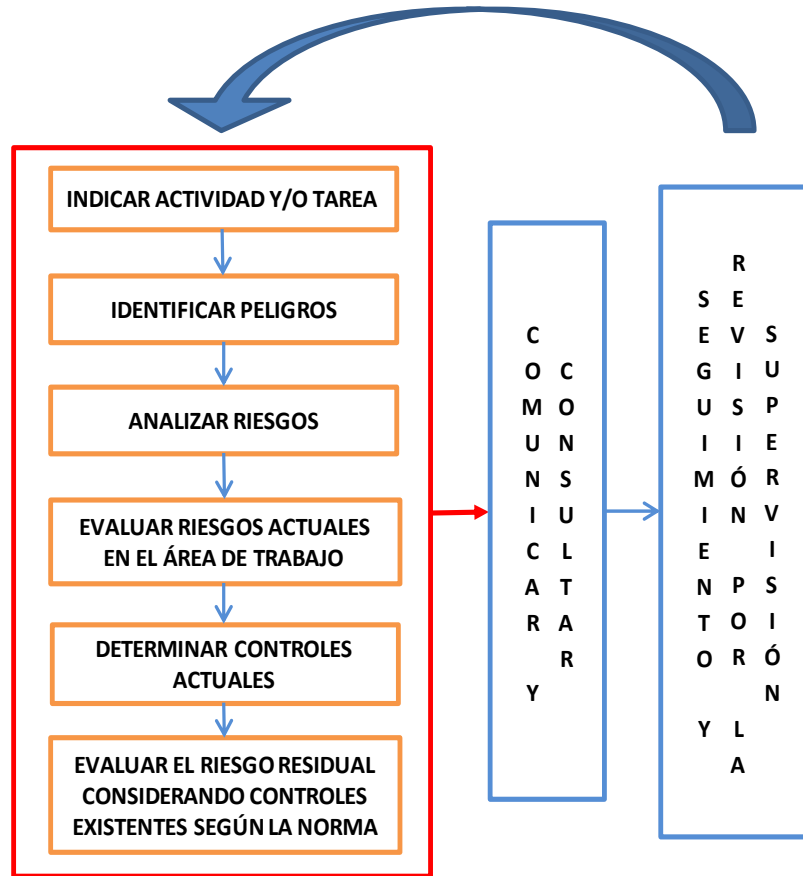 INDICAR ACTIVIDAD Y/O TAREA
IDENTIFICAR PELIGROS
ANALIZAR RIESGOS
EVALUAR RIESGOS ACTUALES
EN EL ÁREA DE TRABAJO
DETERMINAR CONTROLES
ACTUALES
EVALUAR EL RIESGO RESIDUAL
CONSIDERANDO CONTROLES
EXISTENTES SEGÚN LA NORMA
COMUNICAR Y
CONSULTAR
SEGUIMIENTO Y
REVISIÓN POR LA
SUPERVISIÓN